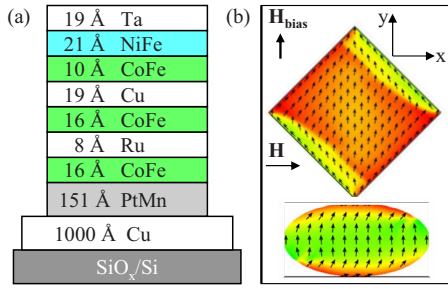 (a)
19 Å Ta
21 Å NiFe
10 Å CoFe
19 Å Cu
16 Å CoFe
8 Å Ru
16 Å CoFe
151 Å PtMn
1000 Å Cu
SiOₓ/Si
(b)
H_bias
y
x
H